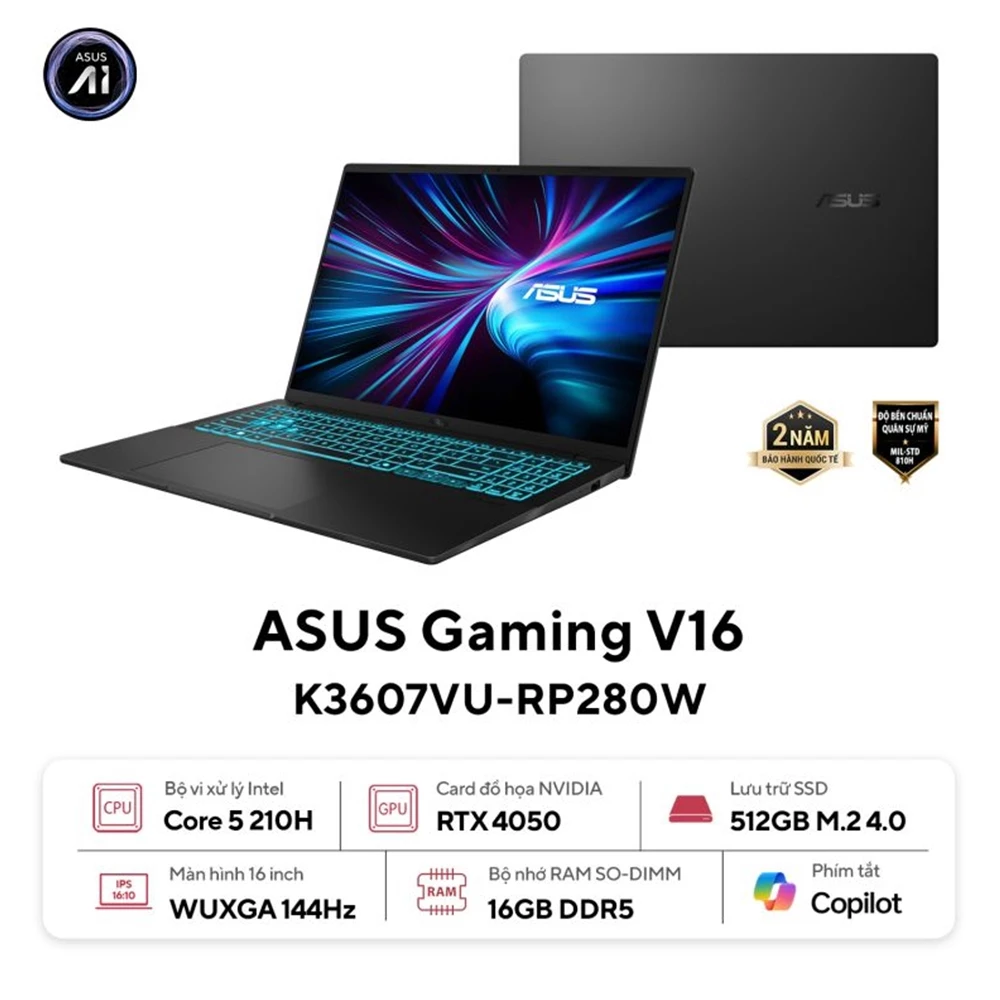 ASUS
Ai
ASUS
ASUS
2 NĂM
BẢO HÀNH QUỐC TẾ
ĐỘ BỀN CHUẨN
QUÂN SỰ MỸ
MIL-STD
810H
ASUS Gaming V16
K3607VU-RP280W
CPU
Bộ vi xử lý Intel
Core 5 210H
GPU
Card đồ họa NVIDIA
RTX 4050
Lưu trữ SSD
512GB M.2 4.0
IPS
16:10
Màn hình 16 inch
WUXGA 144Hz
RAM
Bộ nhớ RAM SO-DIMM
16GB DDR5
Phím tắt
Copilot